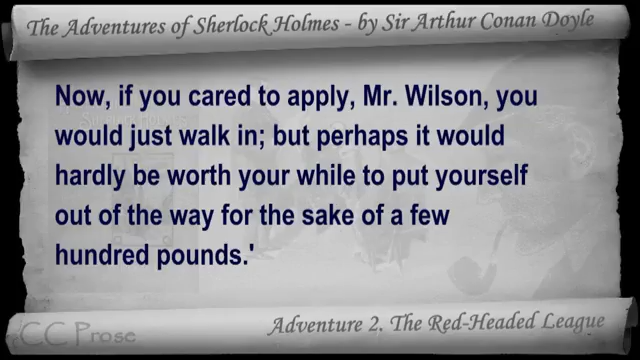 The Adventures of Sherlock Holmes - by Sir Arthur Conan Doyle
Now, if you cared to apply, Mr. Wilson, you
would just walk in; but perhaps it would
hardly be worth your while to put yourself
out of the way for the sake of a few
hundred pounds.'
CC Prose
Adventure 2. The Red-Headed League